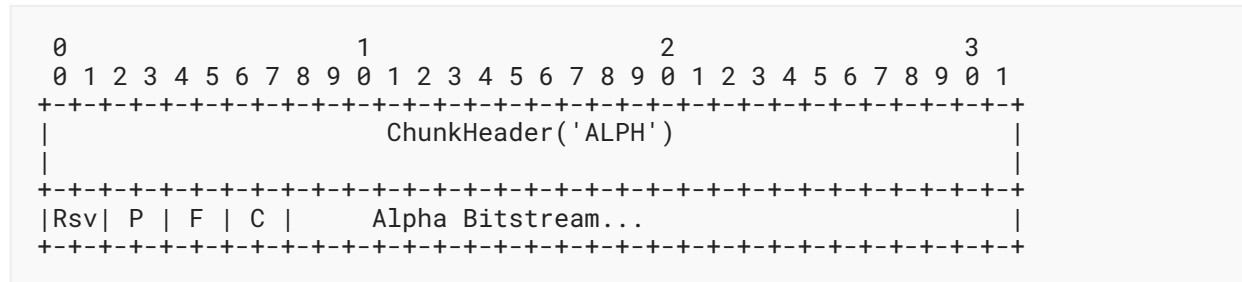 0                   1                   2                   3
 0 1 2 3 4 5 6 7 8 9 0 1 2 3 4 5 6 7 8 9 0 1 2 3 4 5 6 7 8 9 0 1
+-+-+-+-+-+-+-+-+-+-+-+-+-+-+-+-+-+-+-+-+-+-+-+-+-+-+-+-+-+-+-+-+
|                      ChunkHeader('ALPH')                      |
|                                                               |
+-+-+-+-+-+-+-+-+-+-+-+-+-+-+-+-+-+-+-+-+-+-+-+-+-+-+-+-+-+-+-+-+
|Rsv| P | F | C |     Alpha Bitstream...                        |
+-+-+-+-+-+-+-+-+-+-+-+-+-+-+-+-+-+-+-+-+-+-+-+-+-+-+-+-+-+-+-+-+